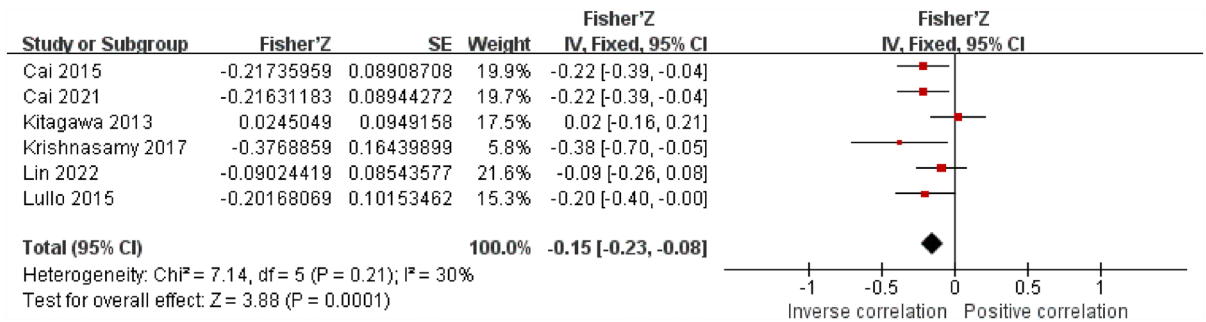 Fisher'Z Fisher'Z
Study or Subgroup Fisher'Z SE Weight IV, Fixed, 95% CI IV, Fixed, 95% CI
Cai 2015 -0.21735959 0.08908708 19.9% -0.22 [-0.39, -0.04]
Cai 2021 -0.21631183 0.08944272 19.7% -0.22 [-0.39, -0.04]
Kitagawa 2013 0.0245049 0.0949158 17.5% 0.02 [-0.16, 0.21]
Krishnasamy 2017 -0.3768859 0.16439899 5.8% -0.38 [-0.70, -0.05]
Lin 2022 -0.09024419 0.08543577 21.6% -0.09 [-0.26, 0.08]
Lullo 2015 -0.20168069 0.10153462 15.3% -0.20 [-0.40, -0.00]
Total (95% CI) 100.0% -0.15 [-0.23, -0.08]
Heterogeneity: Chi² = 7.14, df = 5 (P = 0.21); I² = 30%
Test for overall effect: Z = 3.88 (P = 0.0001)
-1 -0.5 0 0.5 1
Inverse correlation Positive correlation